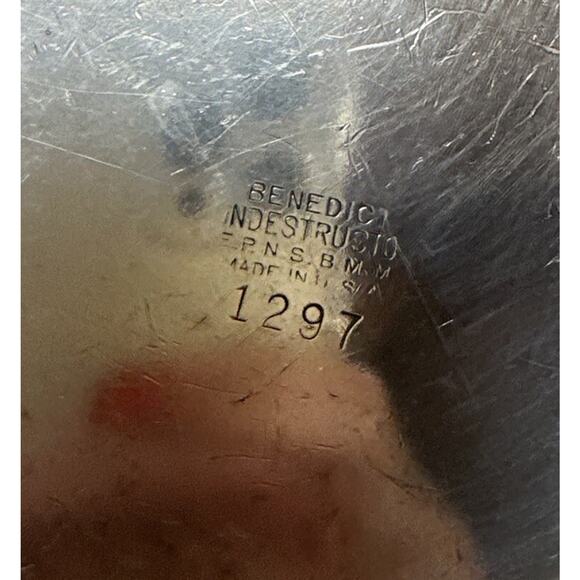 BENEDICT
INDESTRUCTO
E.P.N.S. B.M.M.
MADE IN U.S.A
1297